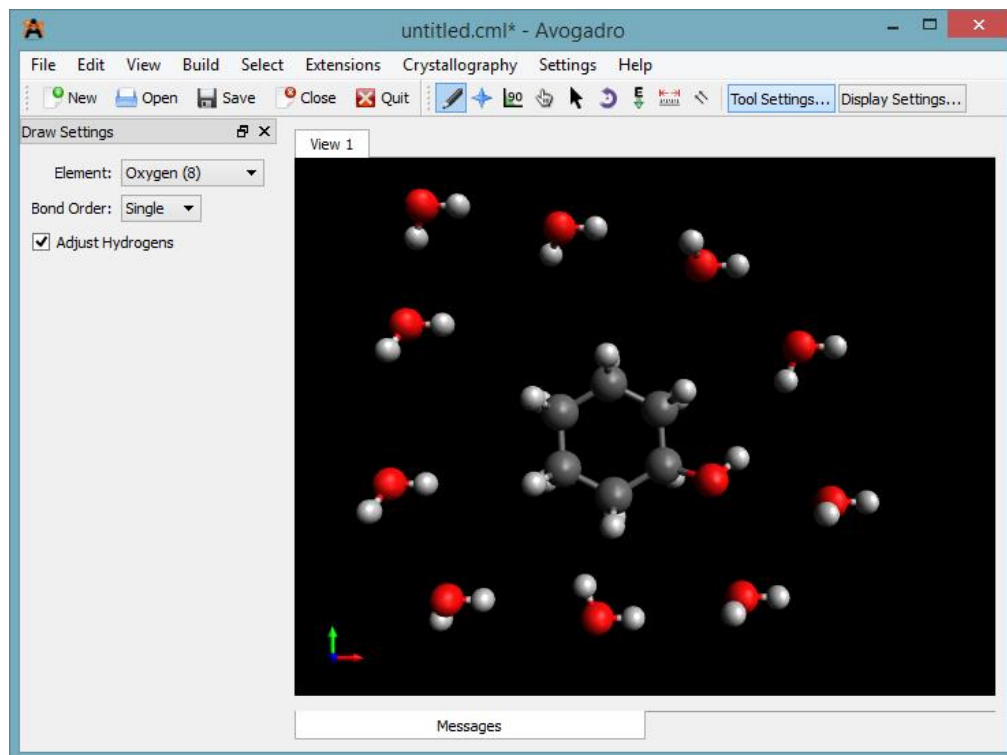 untitled.cml* - Avogadro
File Edit View Build Select Extensions Crystallography Settings Help
New Open Save Close Quit 90 E Tool Settings... Display Settings...
Draw Settings
View 1
Element: Oxygen (8)
Bond Order: Single
Adjust Hydrogens
Messages